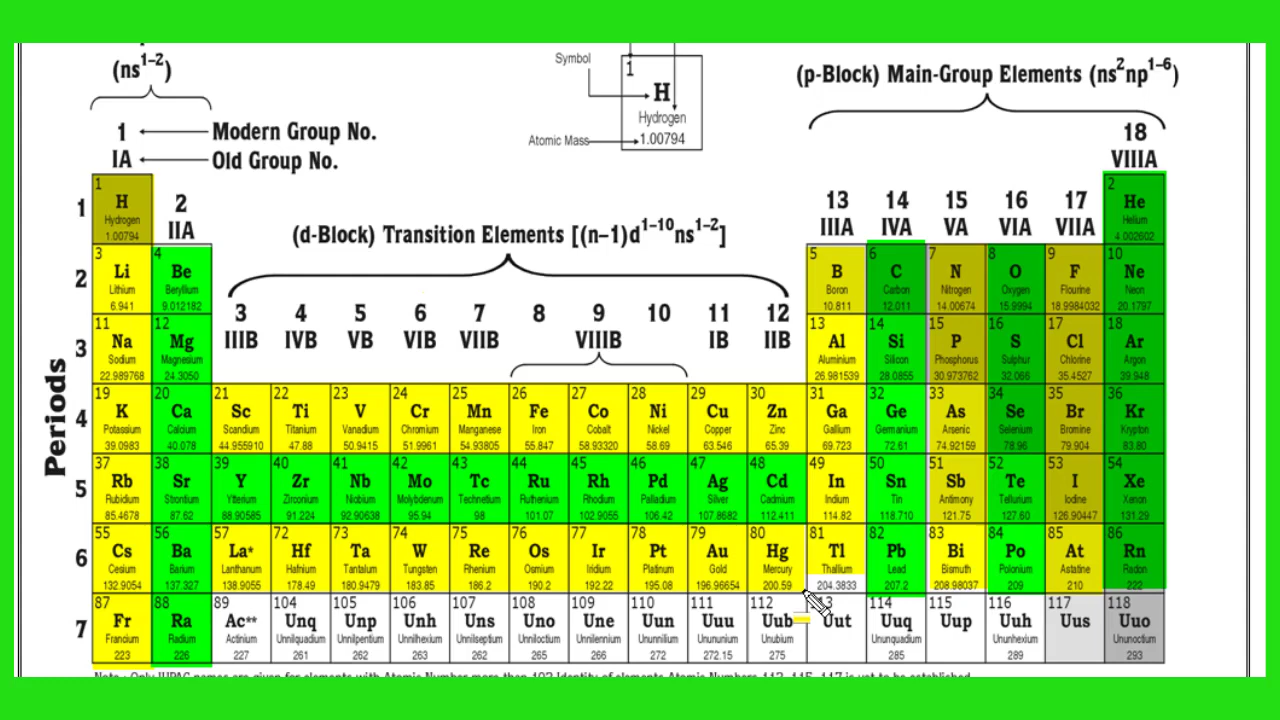 (ns1-2)
Symbol
1
H
Hydrogen
1.00794
Atomic Mass
(p-Block) Main-Group Elements (ns2np1-6)
1 Modern Group No.
IA Old Group No.
18
VIIIA
2
IIA
(d-Block) Transition Elements [(n–1)d1-10ns1-2]
13 14 15 16 17
IIIA IVA VA VIA VIIA
3 4 5 6 7 8 9 10 11 12
IIIB IVB VB VIB VIIB VIIIB IB IIB
Periods
1
1 2
H He
Hydrogen Helium
1.00794 4.002602
2
3 4 5 6 7 8 9 10
Li Be B C N O F Ne
Lithium Beryllium Boron Carbon Nitrogen Oxygen Flourine Neon
6.941 9.012182 10.811 12.011 14.00674 15.9994 18.9984032 20.1797
3
11 12 13 14 15 16 17 18
Na Mg Al Si P S Cl Ar
Sodium Magnesium Aluminium Silicon Phosphorus Sulphur Chlorine Argon
22.989768 24.3050 26.981539 28.0855 30.973762 32.066 35.4527 39.948
4
19 20 21 22 23 24 25 26 27 28 29 30 31 32 33 34 35 36
K Ca Sc Ti V Cr Mn Fe Co Ni Cu Zn Ga Ge As Se Br Kr
Potassium Calcium Scandium Titanium Vanadium Chromium Manganese Iron Cobalt Nickel Copper Zinc Gallium Germanium Arsenic Selenium Bromine Krypton
39.0983 40.078 44.955910 47.88 50.9415 51.9961 54.93805 55.847 58.93320 58.69 63.546 65.39 69.723 72.61 74.92159 78.96 79.904 83.80
5
37 38 39 40 41 42 43 44 45 46 47 48 49 50 51 52 53 54
Rb Sr Y Zr Nb Mo Tc Ru Rh Pd Ag Cd In Sn Sb Te I Xe
Rubidium Strontium Ytterium Zirconium Niobium Molybdenum Technetium Ruthenium Rhodium Palladium Silver Cadmium Indium Tin Antimony Tellurium Iodine Xenon
85.4678 87.62 88.90585 91.224 92.90638 95.94 98 101.07 102.9055 106.42 107.8682 112.411 114.82 118.710 121.75 127.60 126.90447 131.29
6
55 56 57 72 73 74 75 76 77 78 79 80 81 82 83 84 85 86
Cs Ba La* Hf Ta W Re Os Ir Pt Au Hg Tl Pb Bi Po At Rn
Cesium Barium Lanthanum Hafnium Tantalum Tungsten Rhenium Osmium Iridium Platinum Gold Mercury Thallium Lead Bismuth Polonium Astatine Radon
132.9054 137.327 138.9055 178.49 180.9479 183.85 186.2 190.2 192.22 195.08 196.96654 200.59 204.3833 207.2 208.98037 209 210 222
7
87 88 89 104 105 106 107 108 109 110 111 112 114 115 116 117 118
Fr Ra Ac** Unq Unp Unh Uns Uno Une Uun Uuu Uub Uut Uuq Uup Uuh Uus Uuo
Francium Radium Actinium Unnilquadium Unnilpentium Unnilhexium Unnilseptium Unniloctium Unnilennium Ununnilium Unununium Ununbium Ununquadium Ununhexium Ununoctium
223 226 227 261 262 263 262 265 266 272 272.15 275 285 289 293